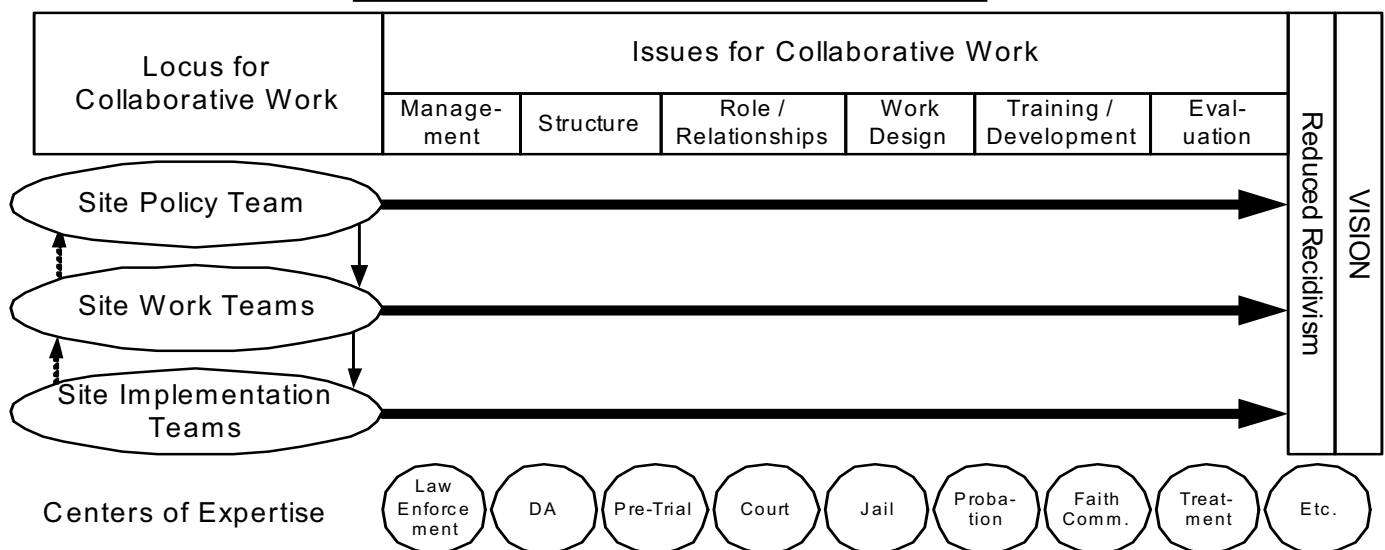 Locus for
Collaborative Work
Issues for Collaborative Work
Manage-
ment
Structure
Role /
Relationships
Work
Design
Training /
Development
Eval-
uation
Reduced Recidivism
VISION
Site Policy Team
Site Work Teams
Site Implementation
Teams
Centers of Expertise
Law
Enforce
ment
DA
Pre-Trial
Court
Jail
Proba-
tion
Faith
Comm.
Treat-
ment
Etc.